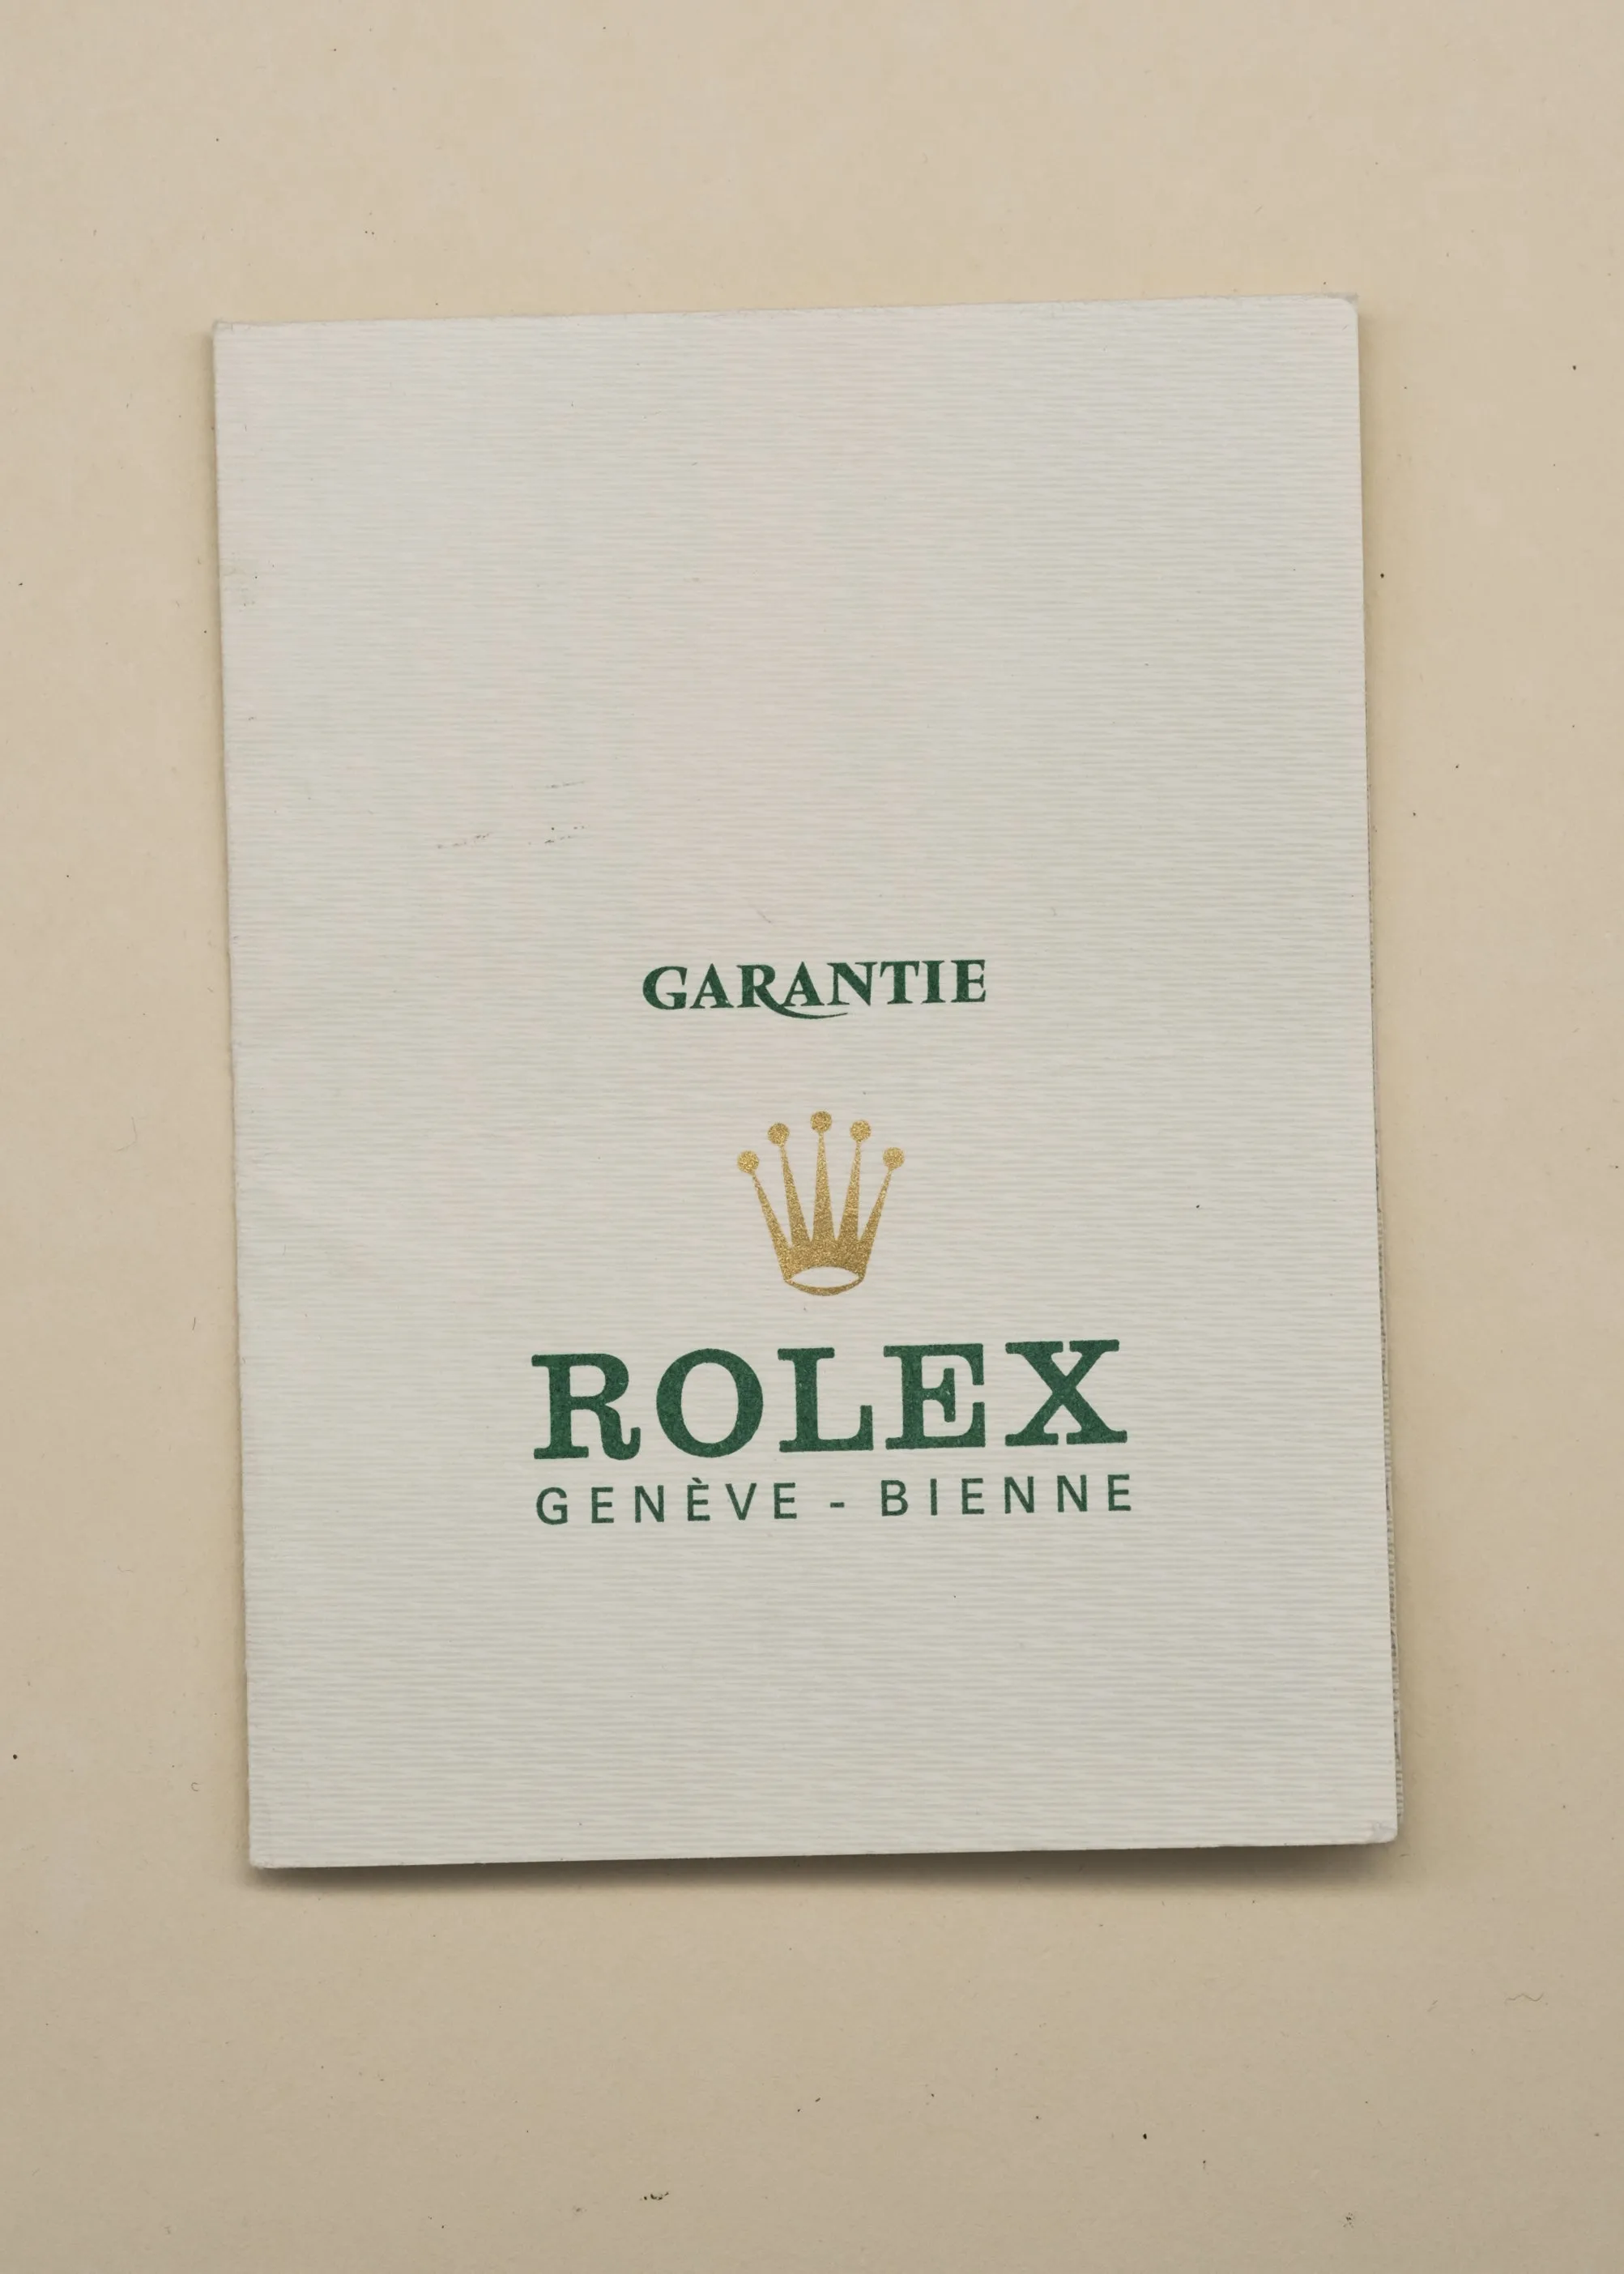 GARANTIE
ROLEX
GENÈVE - BIENNE